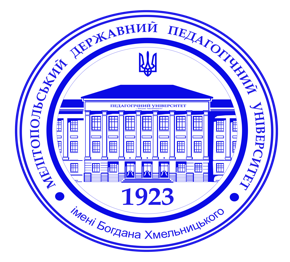 МЕЛІТОПОЛЬСЬКИЙ ДЕРЖАВНИЙ ПЕДАГОГІЧНИЙ УНІВЕРСИТЕТ
ПЕДАГОГІЧНИЙ УНІВЕРСИТЕТ
1923
імені Богдана Хмельницького